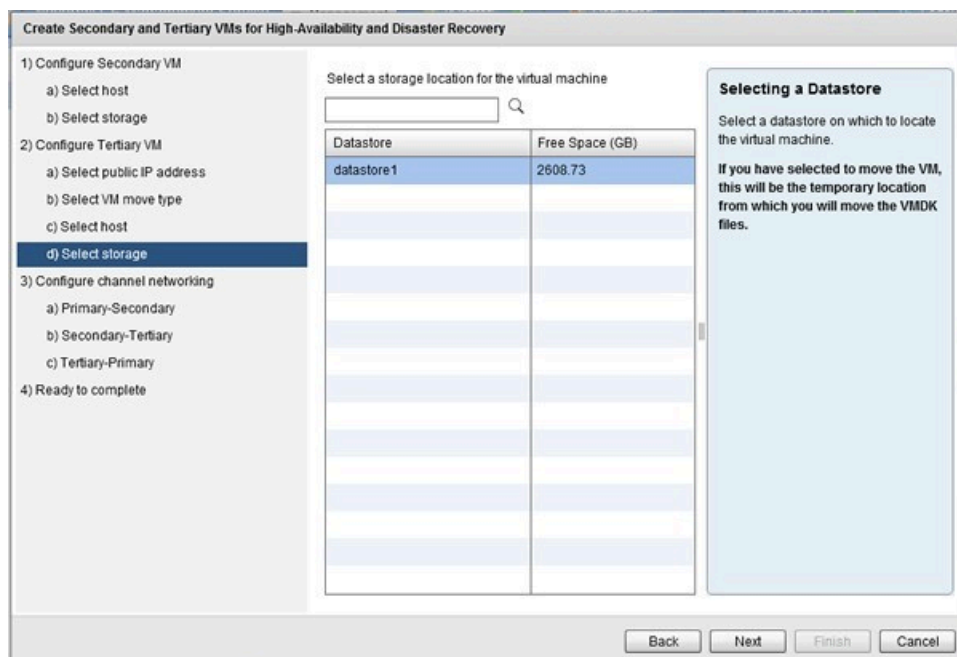 Create Secondary and Tertiary VMs for High-Availability and Disaster Recovery
1) Configure Secondary VM
a) Select host
b) Select storage
2) Configure Tertiary VM
a) Select public IP address
b) Select VM move type
c) Select host
d) Select storage
3) Configure channel networking
a) Primary-Secondary
b) Secondary-Tertiary
c) Tertiary-Primary
4) Ready to complete
Select a storage location for the virtual machine
Datastore Free Space (GB)
datastore1 2608.73
Selecting a Datastore
Select a datastore on which to locate
the virtual machine.
If you have selected to move the VM,
this will be the temporary location
from which you will move the VMDK
files.
Back Next Finish Cancel